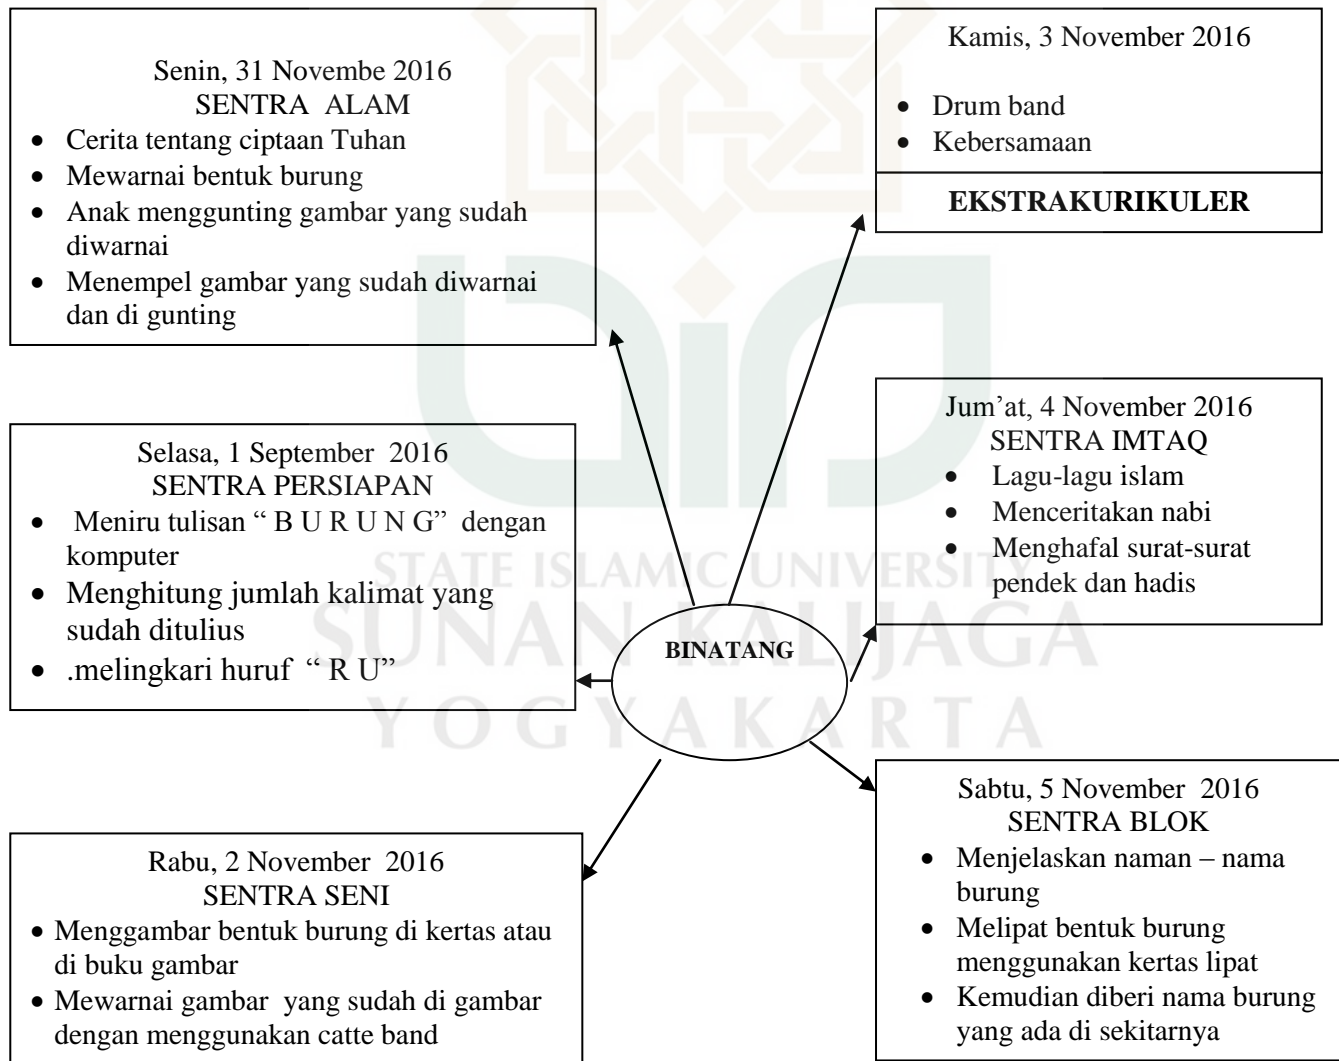 Senin, 31 Novembe 2016
SENTRA ALAM
• Cerita tentang ciptaan Tuhan
• Mewarnai bentuk burung
• Anak menggunting gambar yang sudah
diwarnai
• Menempel gambar yang sudah diwarnai
dan di gunting
Selasa, 1 September 2016
SENTRA PERSIAPAN
• Meniru tulisan “ B U R U N G” dengan
komputer
• Menghitung jumlah kalimat yang
sudah ditulius
• .melingkari huruf “ R U”
Rabu, 2 November 2016
SENTRA SENI
• Menggambar bentuk burung di kertas atau
di buku gambar
• Mewarnai gambar yang sudah di gambar
dengan menggunakan catte band
BINATANG
Kamis, 3 November 2016
• Drum band
• Kebersamaan
EKSTRAKURIKULER
Jum’at, 4 November 2016
SENTRA IMTAQ
• Lagu-lagu islam
• Menceritakan nabi
• Menghafal surat-surat
pendek dan hadis
Sabtu, 5 November 2016
SENTRA BLOK
• Menjelaskan naman – nama
burung
• Melipat bentuk burung
menggunakan kertas lipat
• Kemudian diberi nama burung
yang ada di sekitarnya
STATE ISLAMIC UNIVERSITY
SUNAN KALIJAGA
YOGYAKARTA